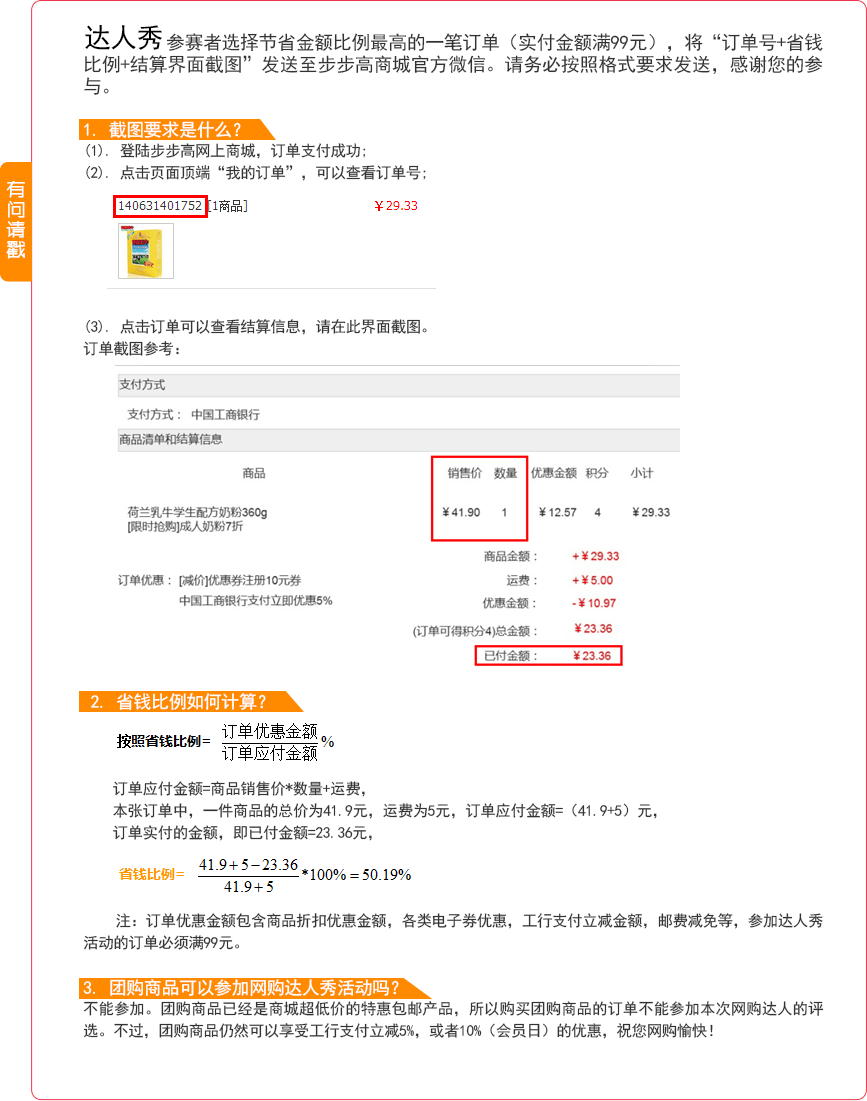 达人秀 参赛者选择节省金额比例最高的一笔订单（实付金额满99元），将“订单号+省钱
比例+结算界面截图”发送至步步高商城官方微信。请务必按照格式要求发送，感谢您的参
与。
有问请戳
1. 截图要求是什么？
(1). 登陆步步高网上商城，订单支付成功；
(2). 点击页面顶端“我的订单”，可以查看订单号；
140631401752 [1商品] ￥29.33
(3). 点击订单可以查看结算信息，请在此界面截图。
订单截图参考：
支付方式
支付方式： 中国工商银行
商品清单和结算信息
商品 销售价 数量 优惠金额 积分 小计
荷兰乳牛学生配方奶粉360g ￥41.90 1 ￥12.57 4 ￥29.33
[限时抢购]成人奶粉7折
商品金额： +￥29.33
订单优惠： [减价]优惠券注册10元券 运费： +￥5.00
中国工商银行支付立即优惠5% 优惠金额： -￥10.97
(订单可得积分4)总金额： ￥23.36
已付金额： ￥23.36
2. 省钱比例如何计算？
按照省钱比例= 订单优惠金额
订单应付金额 %
订单应付金额=商品销售价*数量+运费，
本张订单中，一件商品的总价为41.9元，运费为5元，订单应付金额=（41.9+5）元，
订单实付的金额，即已付金额=23.36元，
省钱比例= 41.9+5−23.36
41.9+5 *100%=50.19%
注：订单优惠金额包含商品折扣优惠金额，各类电子券优惠，工行支付立减金额，邮费减免等，参加达人秀
活动的订单必须满99元。
3. 团购商品可以参加网购达人秀活动吗？
不能参加。团购商品已经是商城超低价的特惠包邮产品，所以购买团购商品的订单不能参加本次网购达人的评
选。不过，团购商品仍然可以享受工行支付立减5%，或者10%（会员日）的优惠，祝您网购愉快！